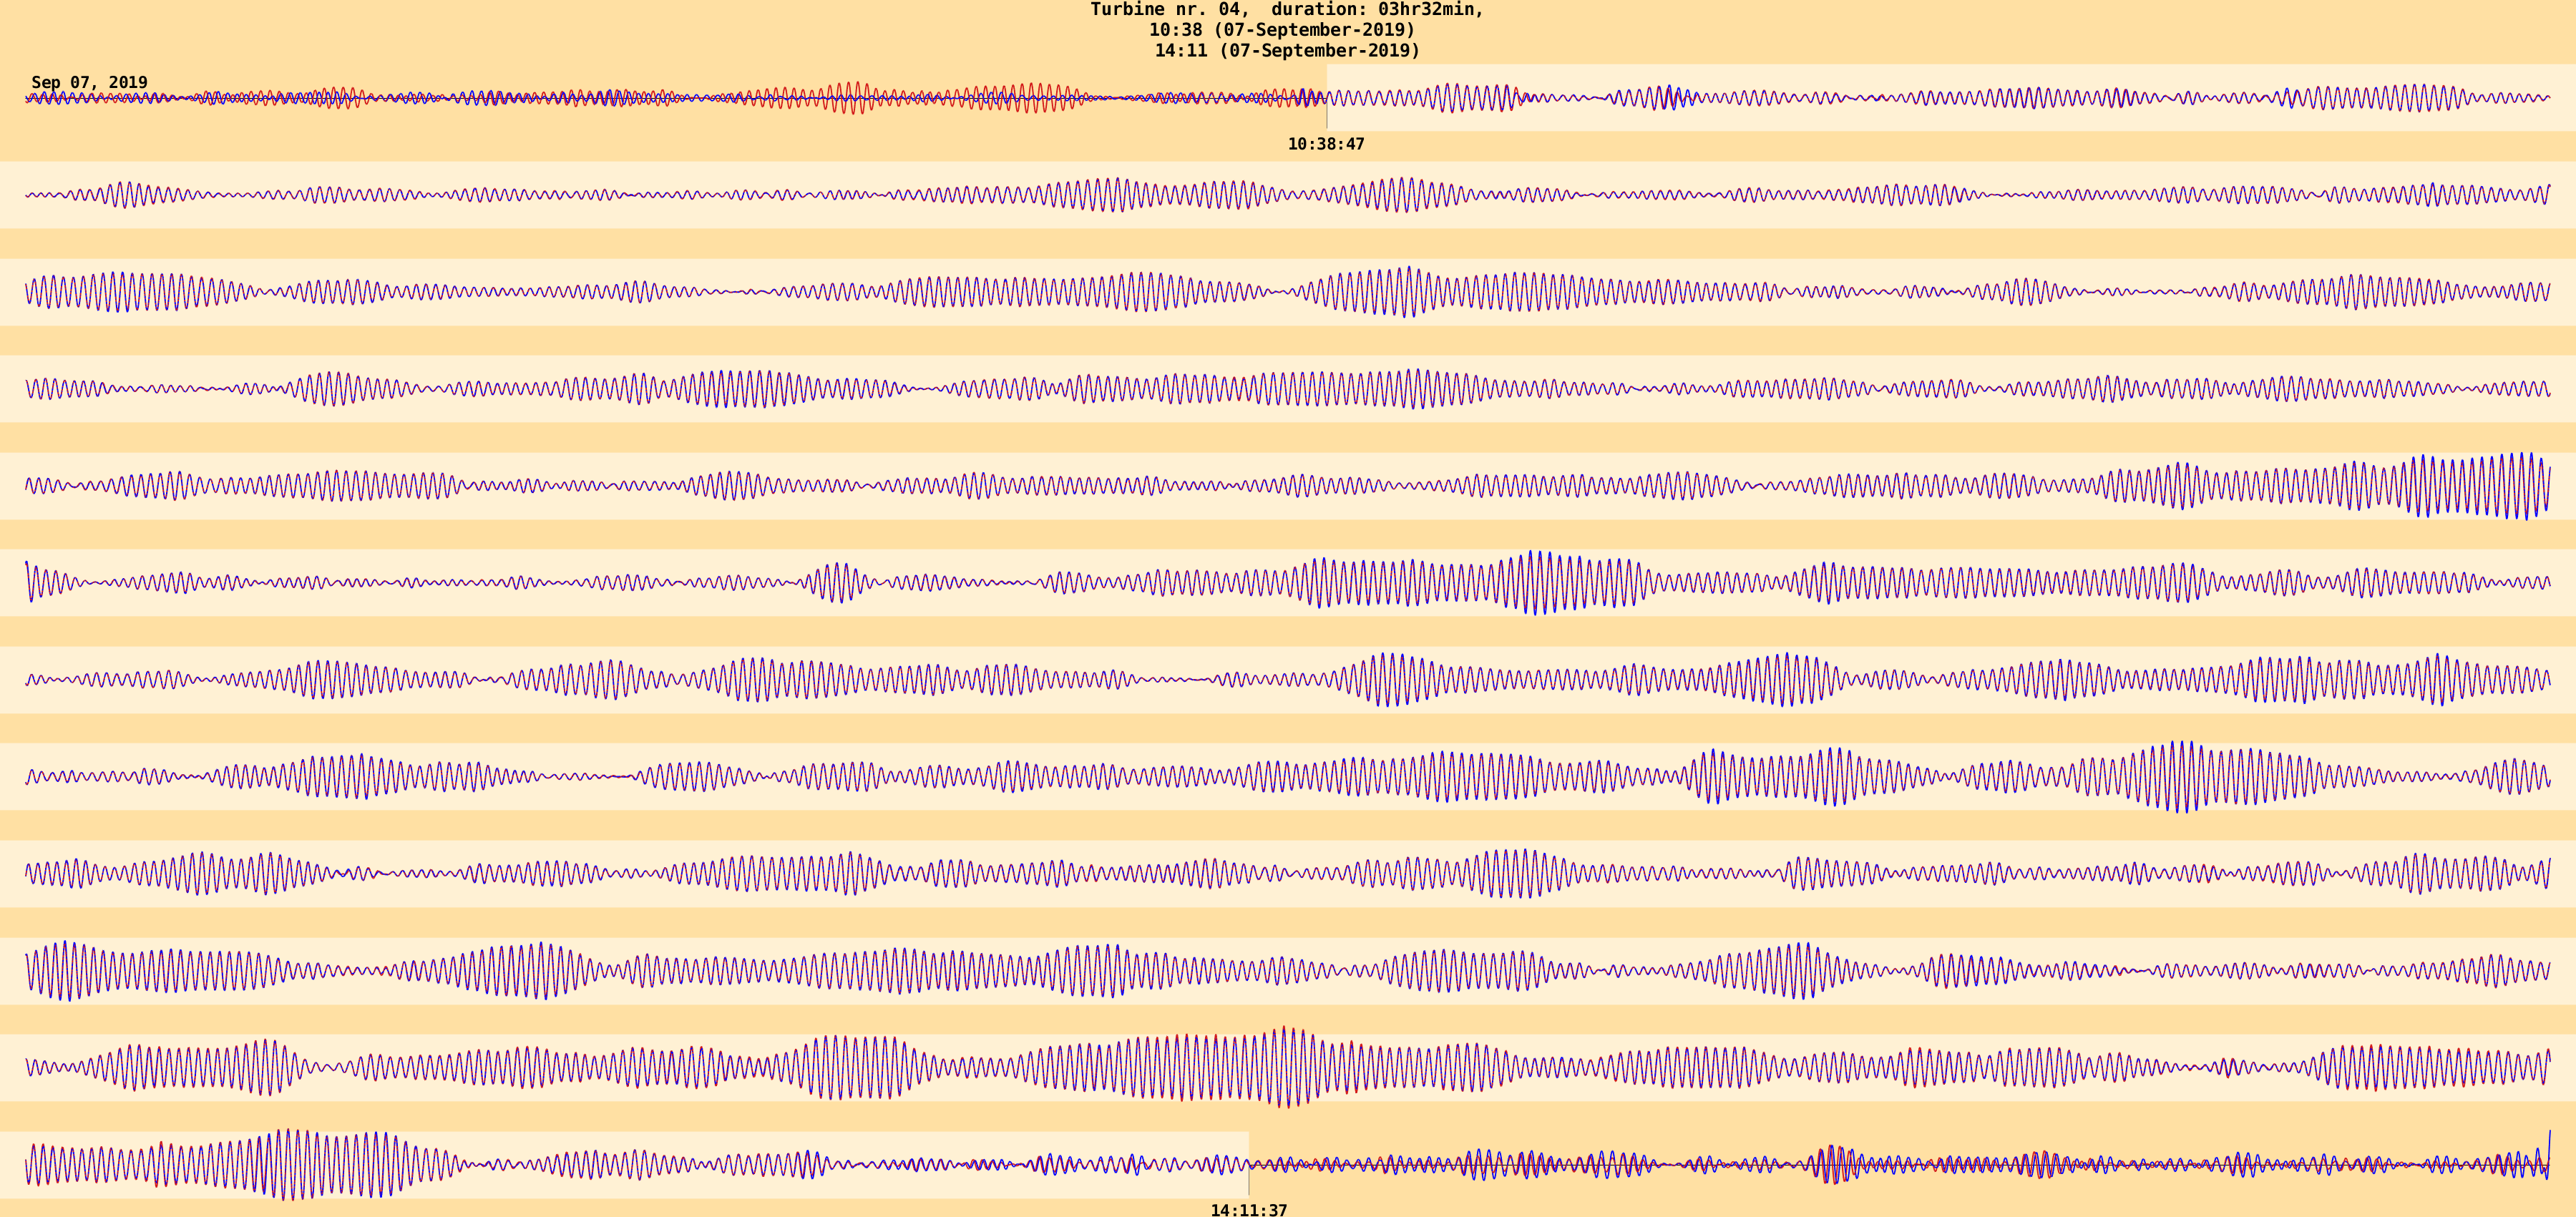 Turbine nr. 04,  duration: 03hr32min,
10:38 (07-September-2019)
14:11 (07-September-2019)
Sep 07, 2019
10:38:47
14:11:37